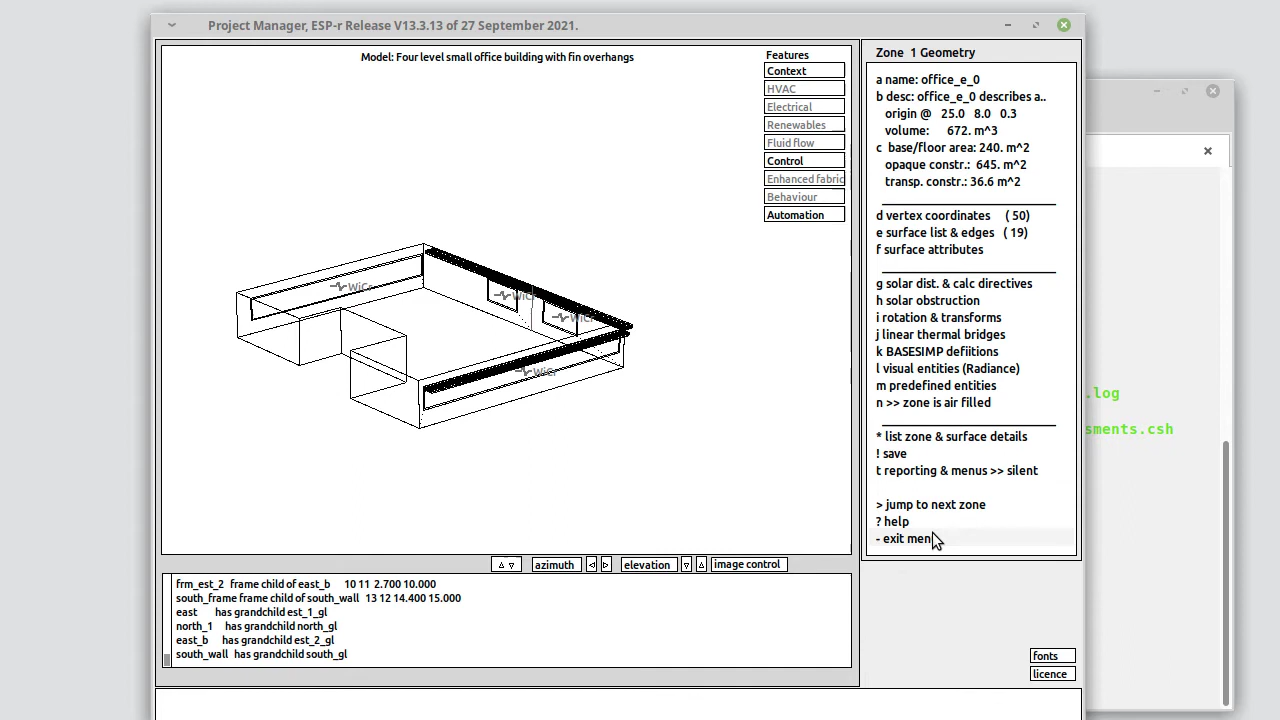 Project Manager, ESP-r Release V13.3.13 of 27 September 2021.
Model: Four level small office building with fin overhangs
Features
Context
HVAC
Electrical
Renewables
Fluid flow
Control
Enhanced fabric
Behaviour
Automation
WiCr
WiCr
WiCr
WiCr
azimuth
elevation
image control
frm_est_2 frame child of east_b 10 11 2.700 10.000
south_frame frame child of south_wall 13 12 14.400 15.000
east has grandchild est_1_gl
north_1 has grandchild north_gl
east_b has grandchild est_2_gl
south_wall has grandchild south_gl
Zone 1 Geometry
a name: office_e_0
b desc: office_e_0 describes a..
origin @ 25.0 8.0 0.3
volume: 672. m^3
c base/floor area: 240. m^2
opaque constr.: 645. m^2
transp. constr.: 36.6 m^2
d vertex coordinates ( 50)
e surface list & edges ( 19)
f surface attributes
g solar dist. & calc directives
h solar obstruction
i rotation & transforms
j linear thermal bridges
k BASESIMP defiitions
l visual entities (Radiance)
m predefined entities
n >> zone is air filled
* list zone & surface details
! save
t reporting & menus >> silent
> jump to next zone
? help
- exit men
fonts
licence
.log
sments.csh